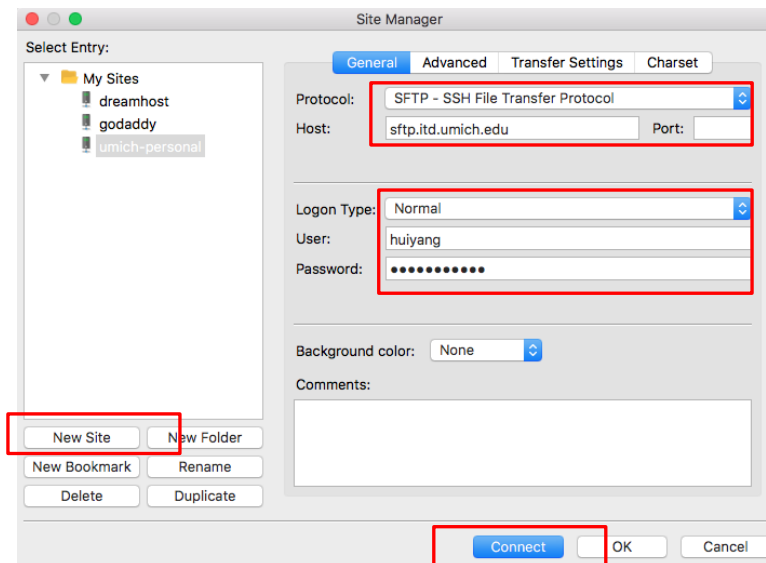 Site Manager
Select Entry:
My Sites
dreamhost
godaddy
umich-personal
New Site
New Folder
New Bookmark
Rename
Delete
Duplicate
General
Advanced
Transfer Settings
Charset
Protocol:
SFTP - SSH File Transfer Protocol
Host:
sftp.itd.umich.edu
Port:
Logon Type:
Normal
User:
huiyang
Password:
●●●●●●●●●●●
Background color:
None
Comments:
Connect
OK
Cancel